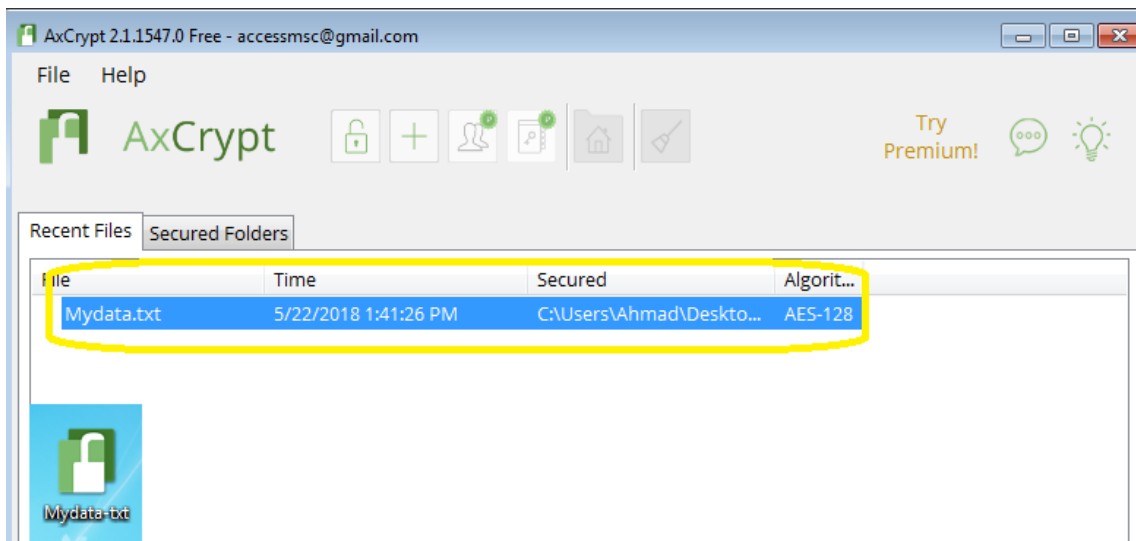 AxCrypt 2.1.1547.0 Free - accessmsc@gmail.com
File Help
AxCrypt
Try
Premium!
Recent Files Secured Folders
File Time Secured Algorit...
Mydata.txt 5/22/2018 1:41:26 PM C:\Users\Ahmad\Deskto... AES-128
Mydata-txt